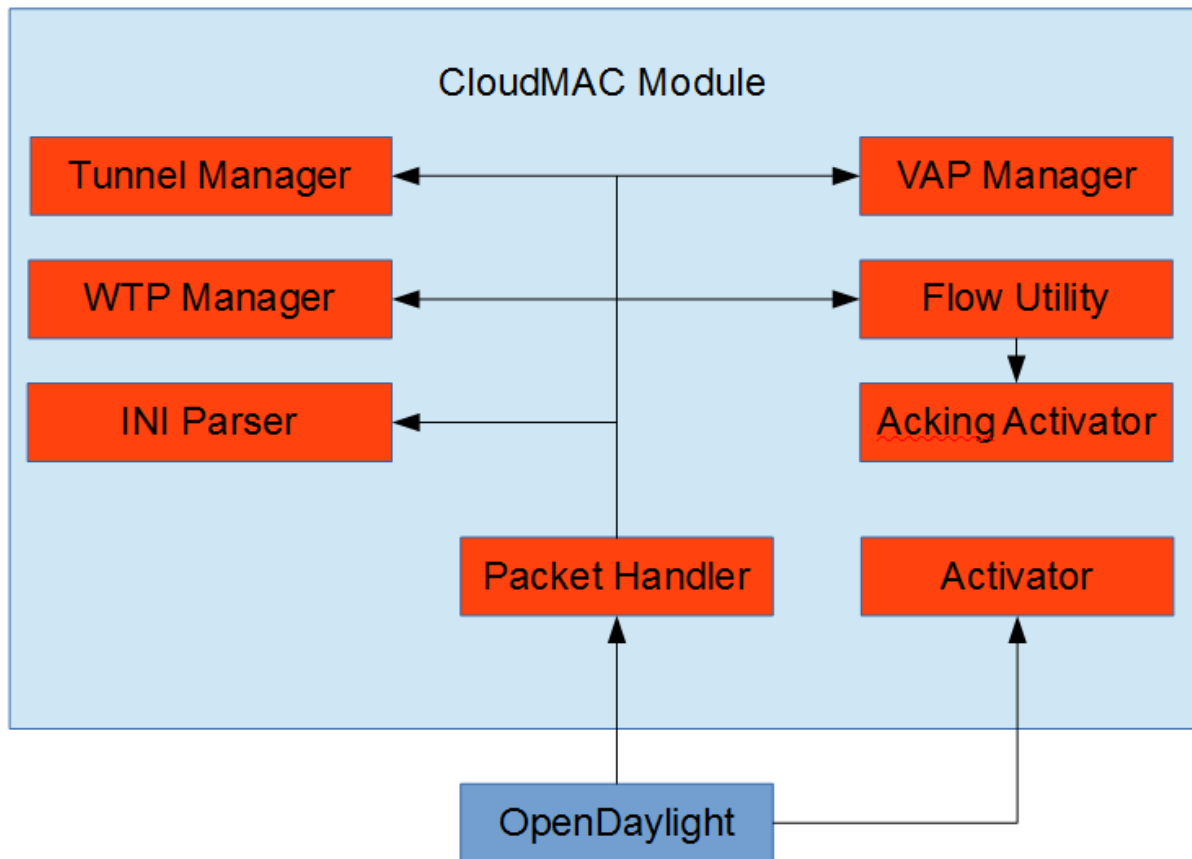 CloudMAC Module
Tunnel Manager
VAP Manager
WTP Manager
Flow Utility
INI Parser
Acking Activator
Packet Handler
Activator
OpenDaylight